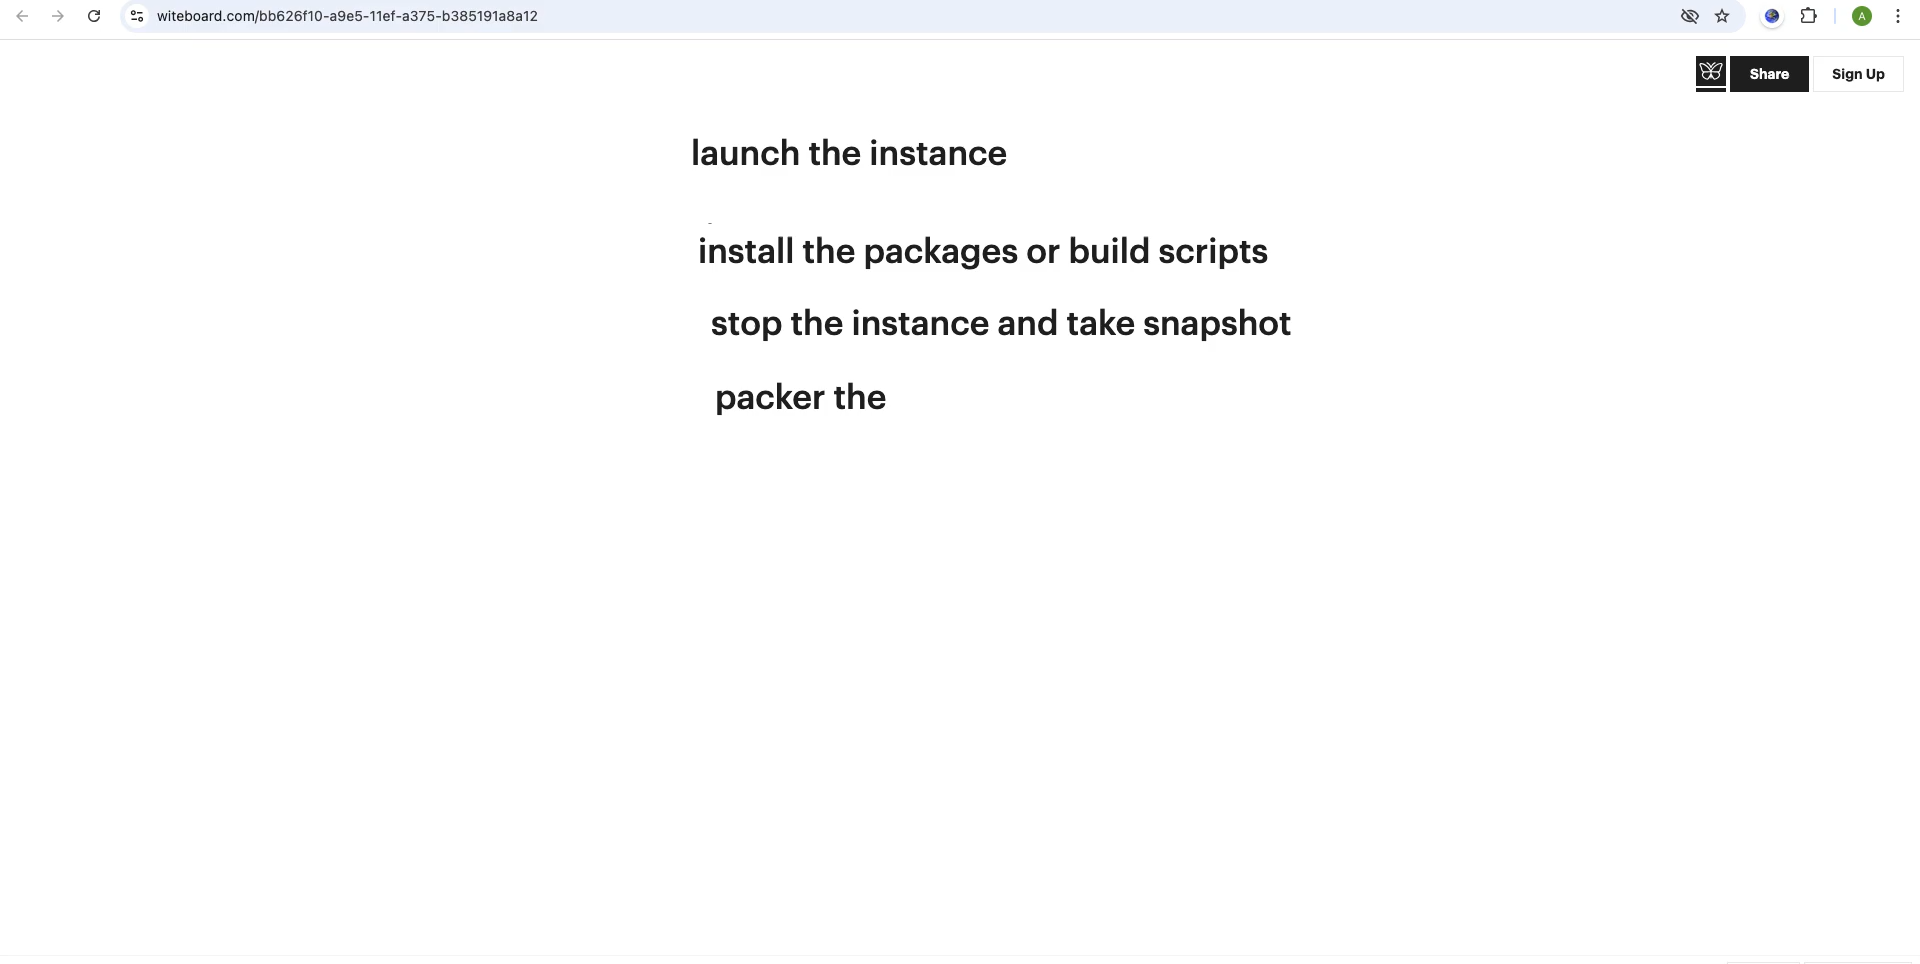 witeboard.com/bb626f10-a9e5-11ef-a375-b385191a8a12
A
Share
Sign Up
launch the instance
install the packages or build scripts
stop the instance and take snapshot
packer the